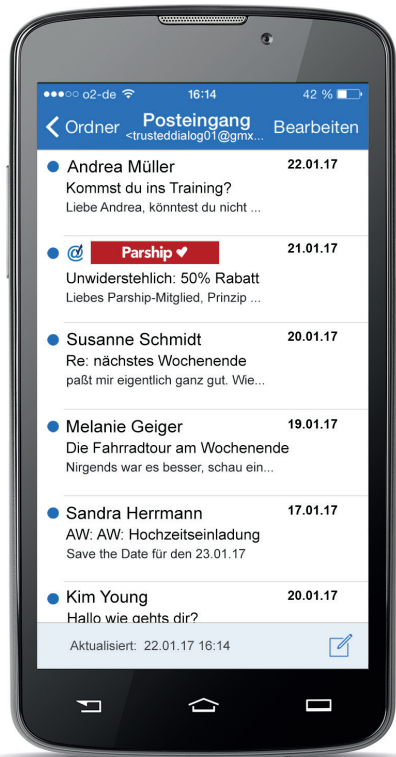 o2-de 16:14 42 %
Ordner Posteingang Bearbeiten
<trusteddialog01@gmx...
Andrea Müller 22.01.17
Kommst du ins Training?
Liebe Andrea, könntest du nicht ...
@ Parship 21.01.17
Unwiderstehlich: 50% Rabatt
Liebes Parship-Mitglied, Prinzip ...
Susanne Schmidt 20.01.17
Re: nächstes Wochenende
paßt mir eigentlich ganz gut. Wie...
Melanie Geiger 19.01.17
Die Fahrradtour am Wochenende
Nirgends war es besser, schau ein...
Sandra Herrmann 17.01.17
AW: AW: Hochzeitseinladung
Save the Date für den 23.01.17
Kim Young 20.01.17
Hallo wie gehts dir?
Aktualisiert: 22.01.17 16:14